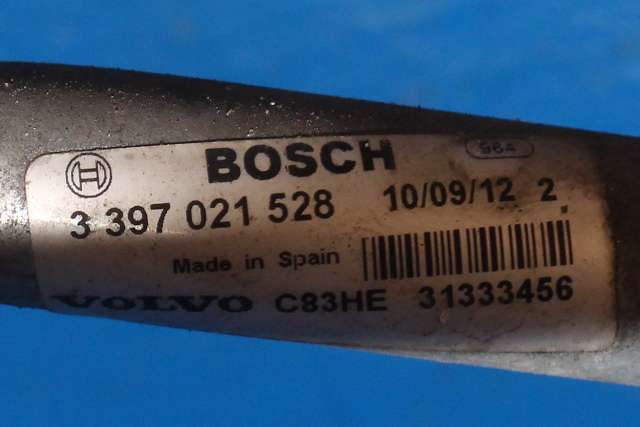 BOSCH 964
3 397 021 528 10/09/12 2
Made in Spain
VOLVO C83HE 31333456